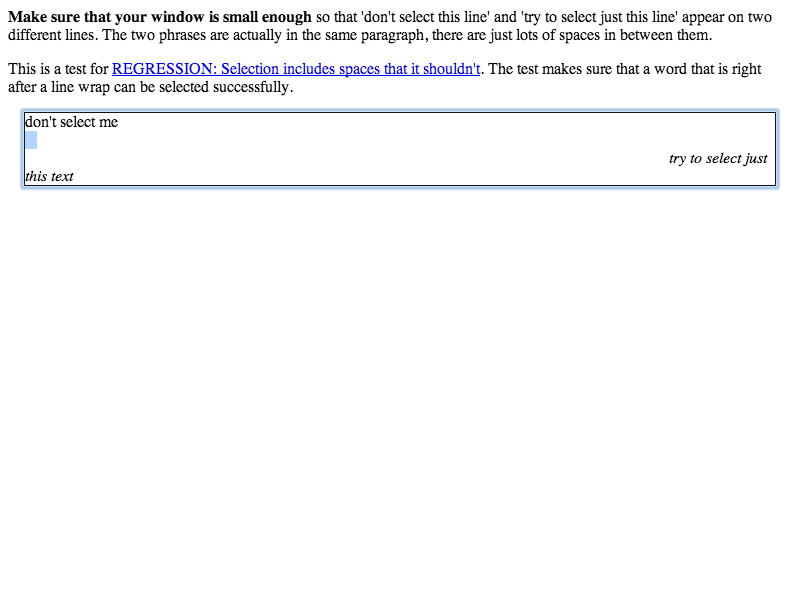 Make sure that your window is small enough so that 'don't select this line' and 'try to select just this line' appear on two
different lines. The two phrases are actually in the same paragraph, there are just lots of spaces in between them.
This is a test for REGRESSION: Selection includes spaces that it shouldn't. The test makes sure that a word that is right
after a line wrap can be selected successfully.
don't select me
try to select just
this text